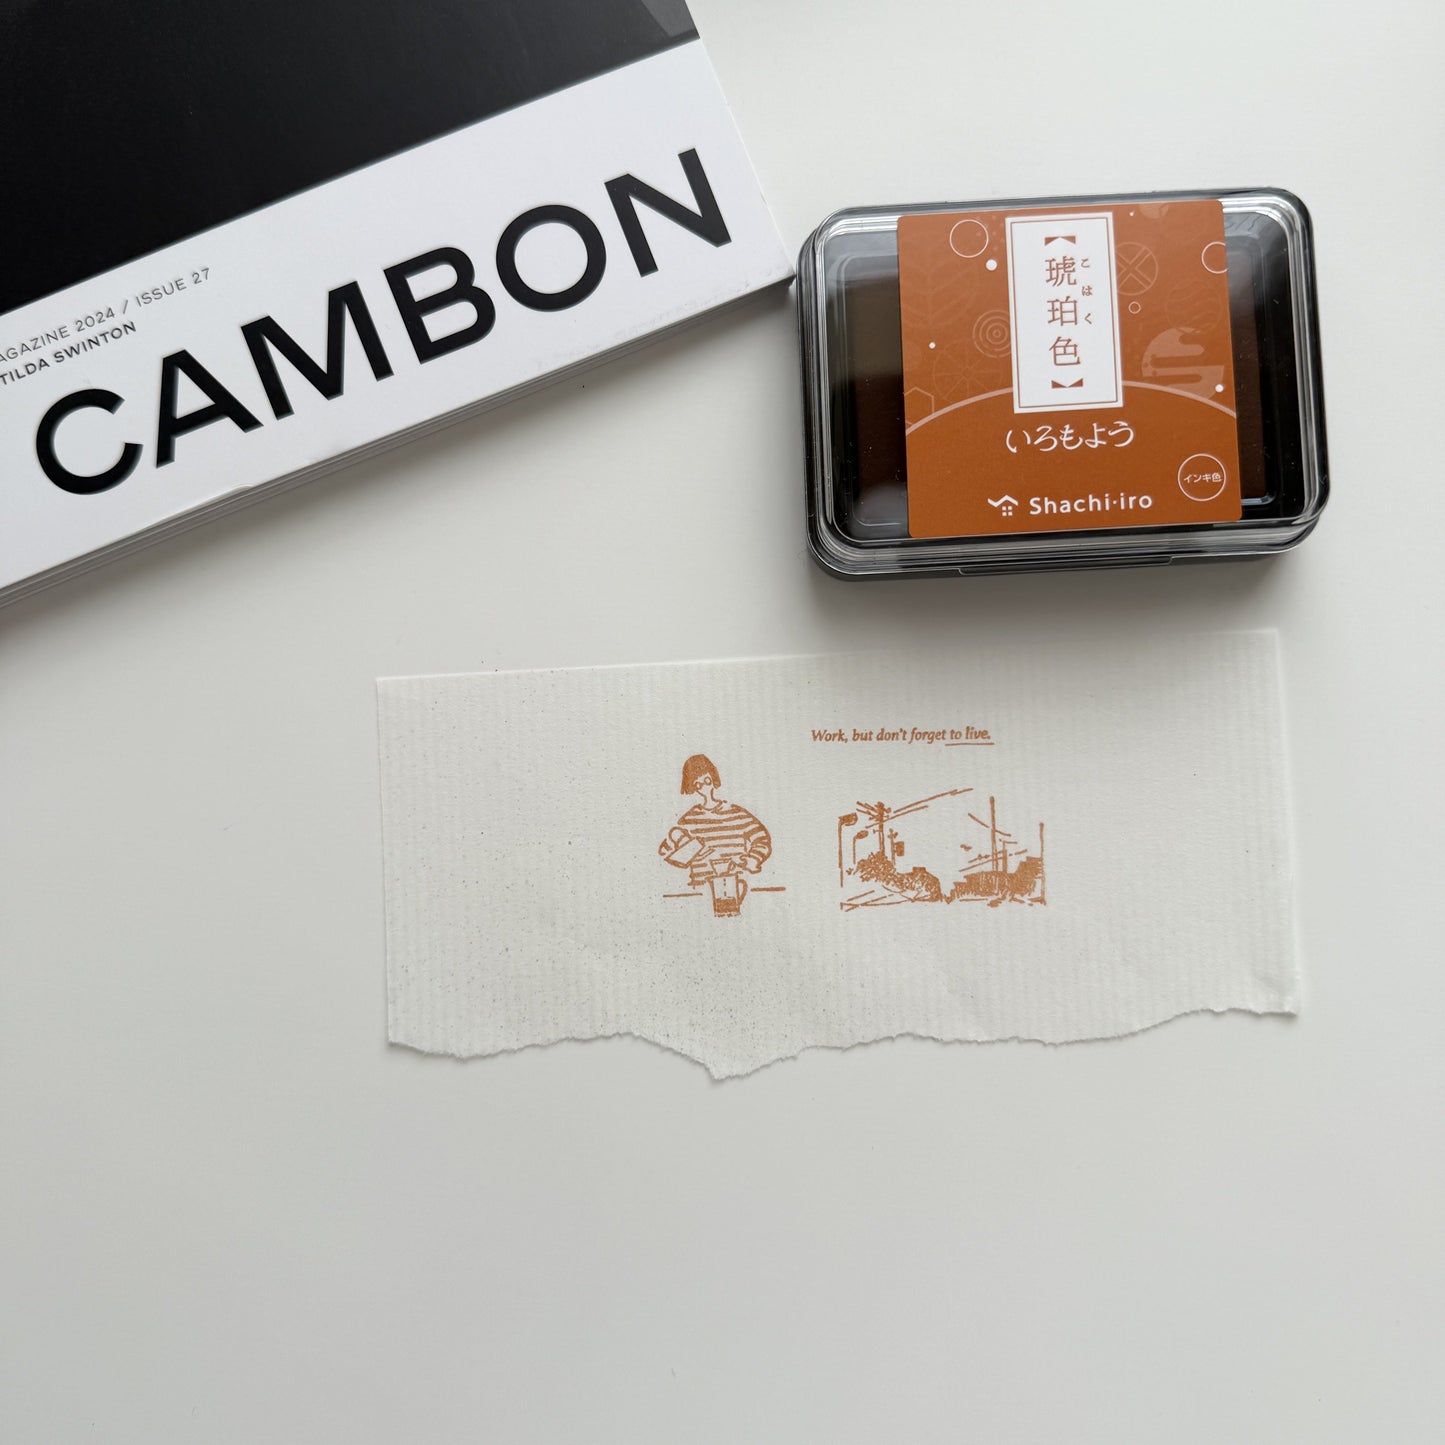 MAGAZINE 2024 / ISSUE 27
TILDA SWINTON
CAMBON
【琥珀色】
こはく
いろもよう
インキ色
Shachi·iro
Work, but don't forget to live.